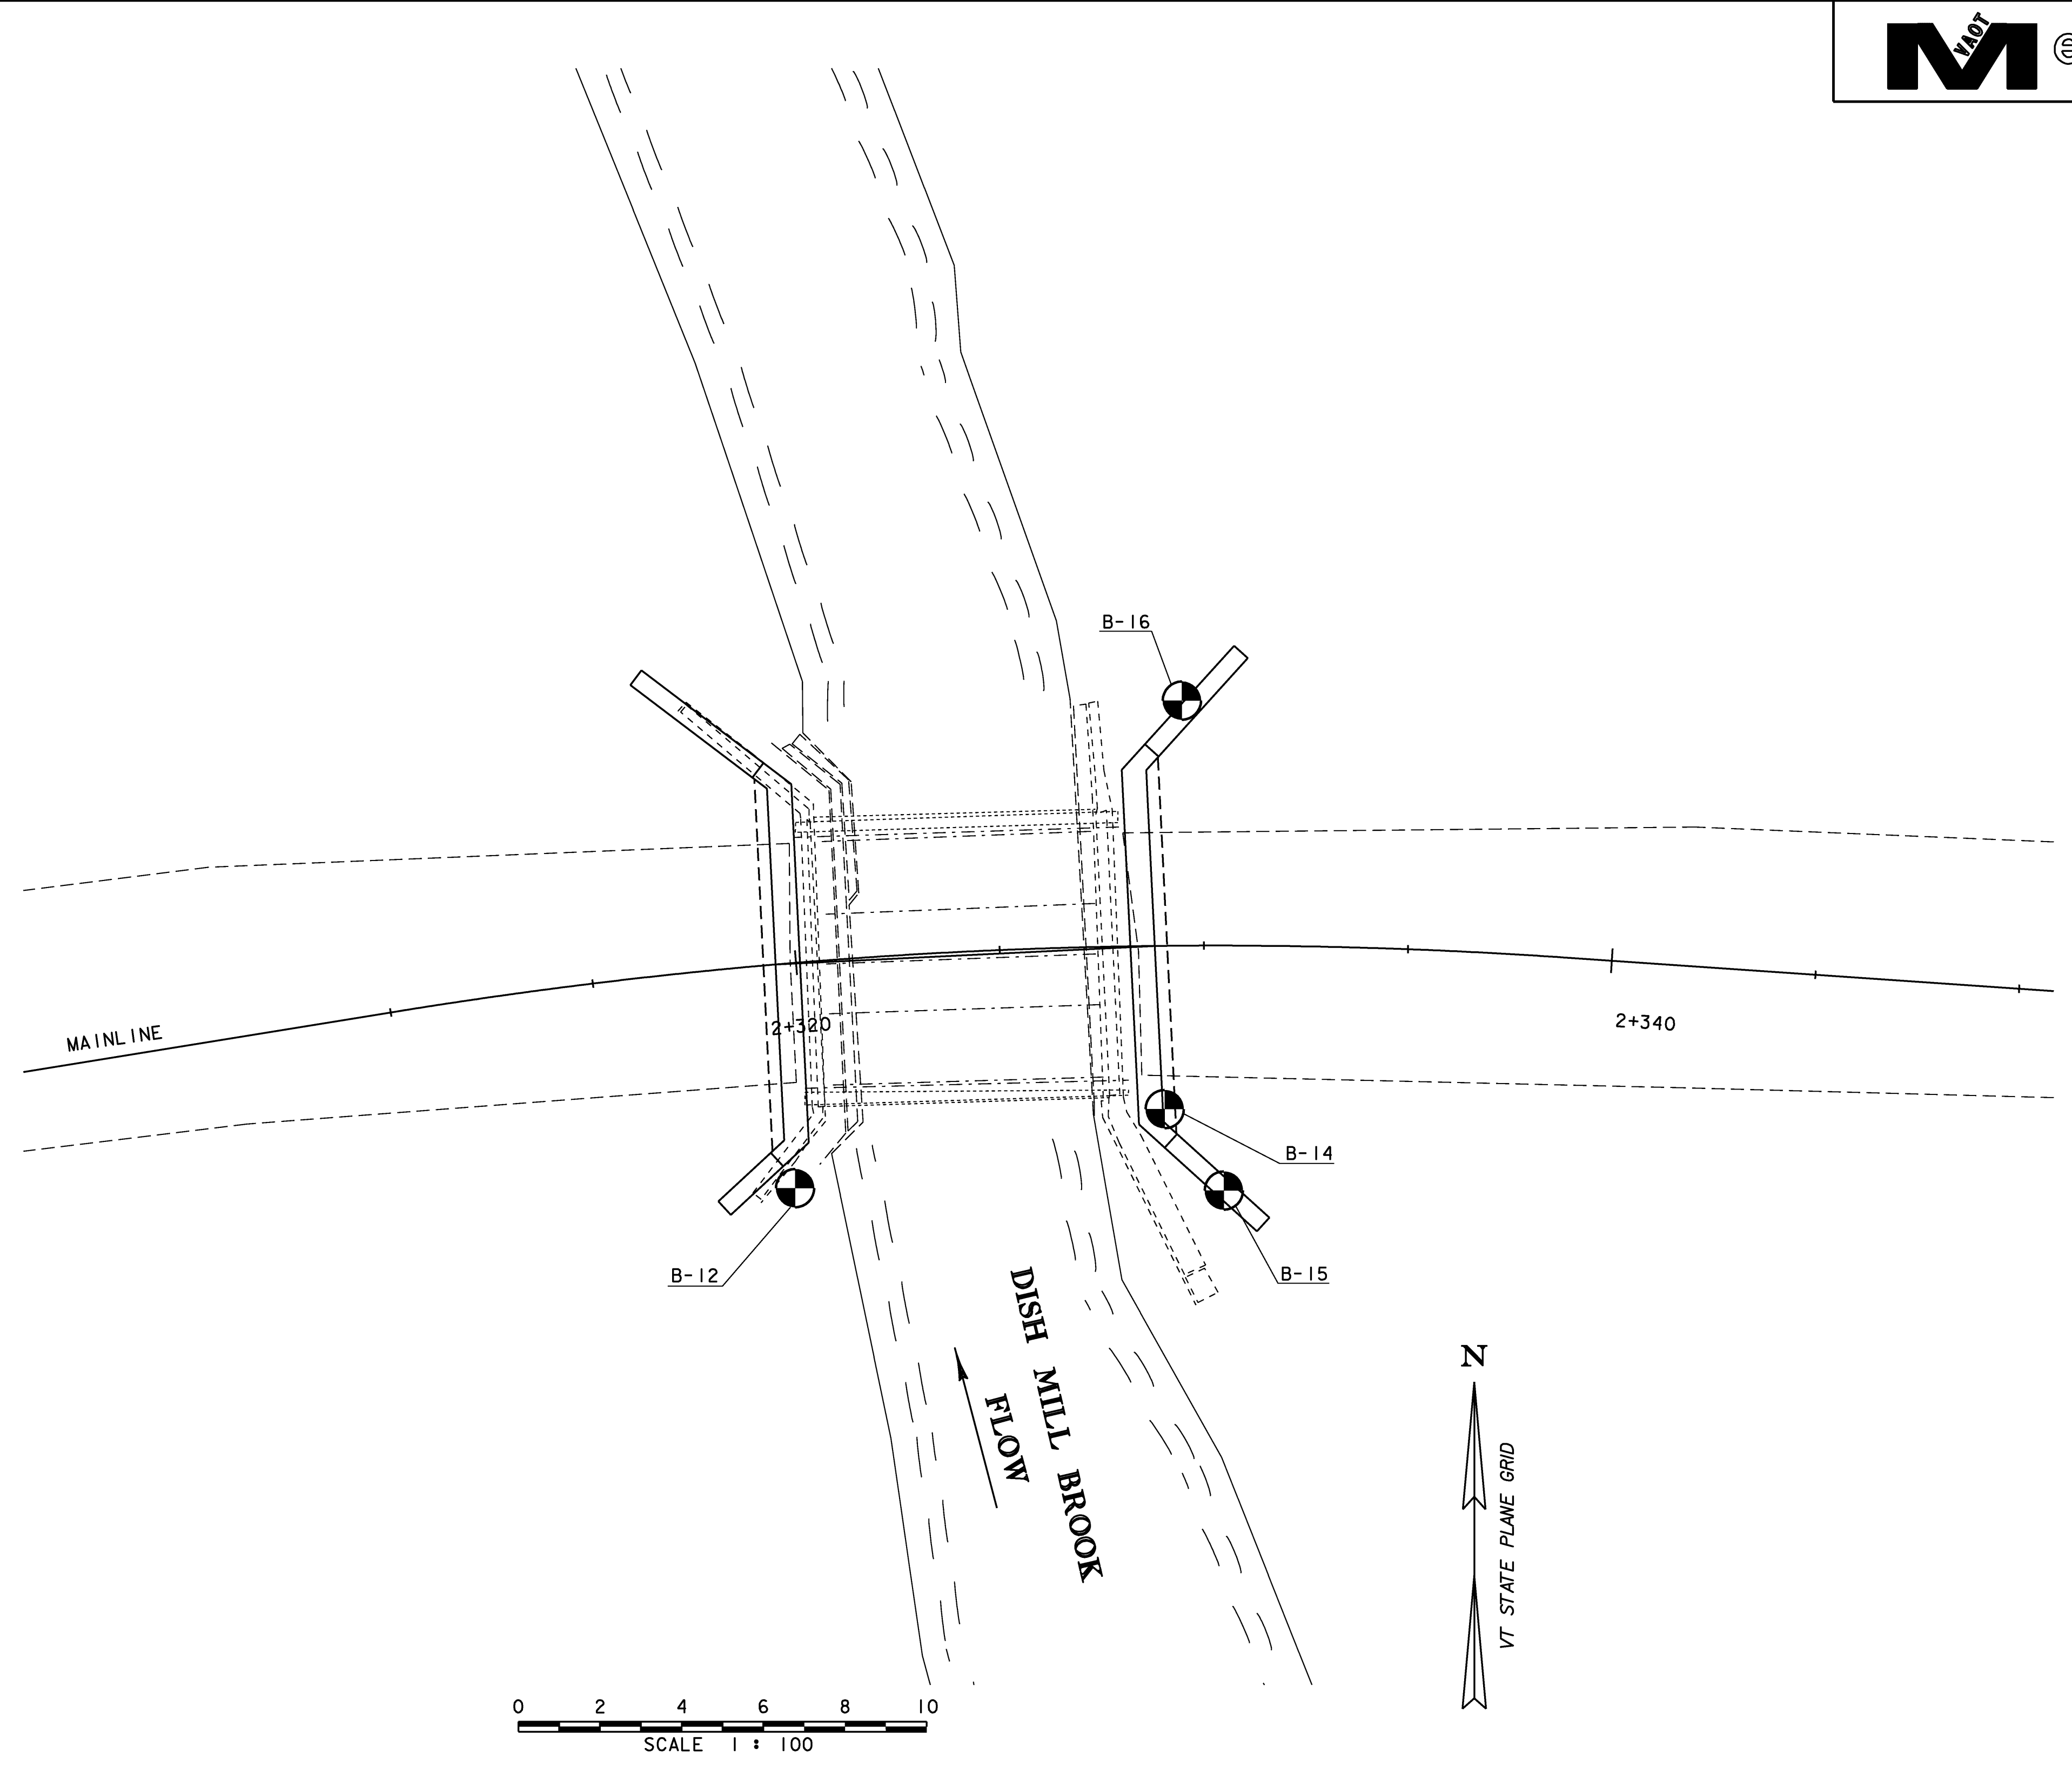 VAOT
M e
B-16
MAINLINE
2+320
2+340
B-14
B-12
B-15
DISH MILL BROOK
FLOW
N
VT STATE PLANE GRID
0 2 4 6 8 10
SCALE 1 : 100